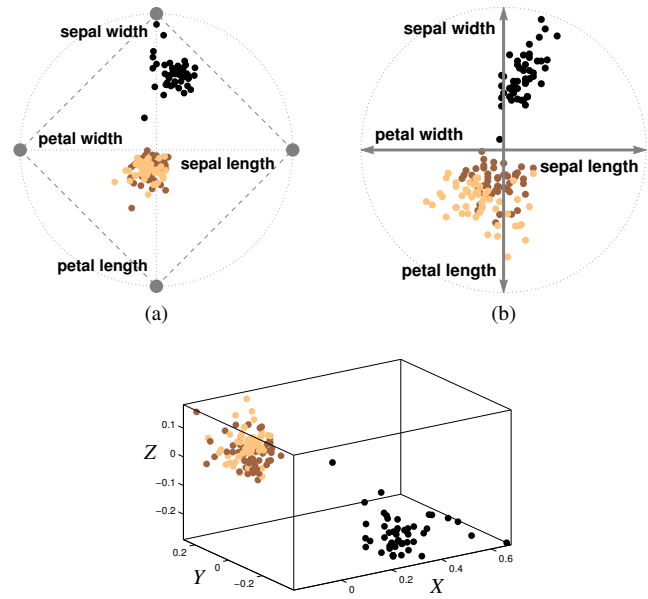 sepal width
petal width
sepal length
petal length
(a)
sepal width
petal width
sepal length
petal length
(b)
0.1
Z 0
−0.1
−0.2
0.2
0
−0.2
Y
0
0.2
0.4
0.6
X